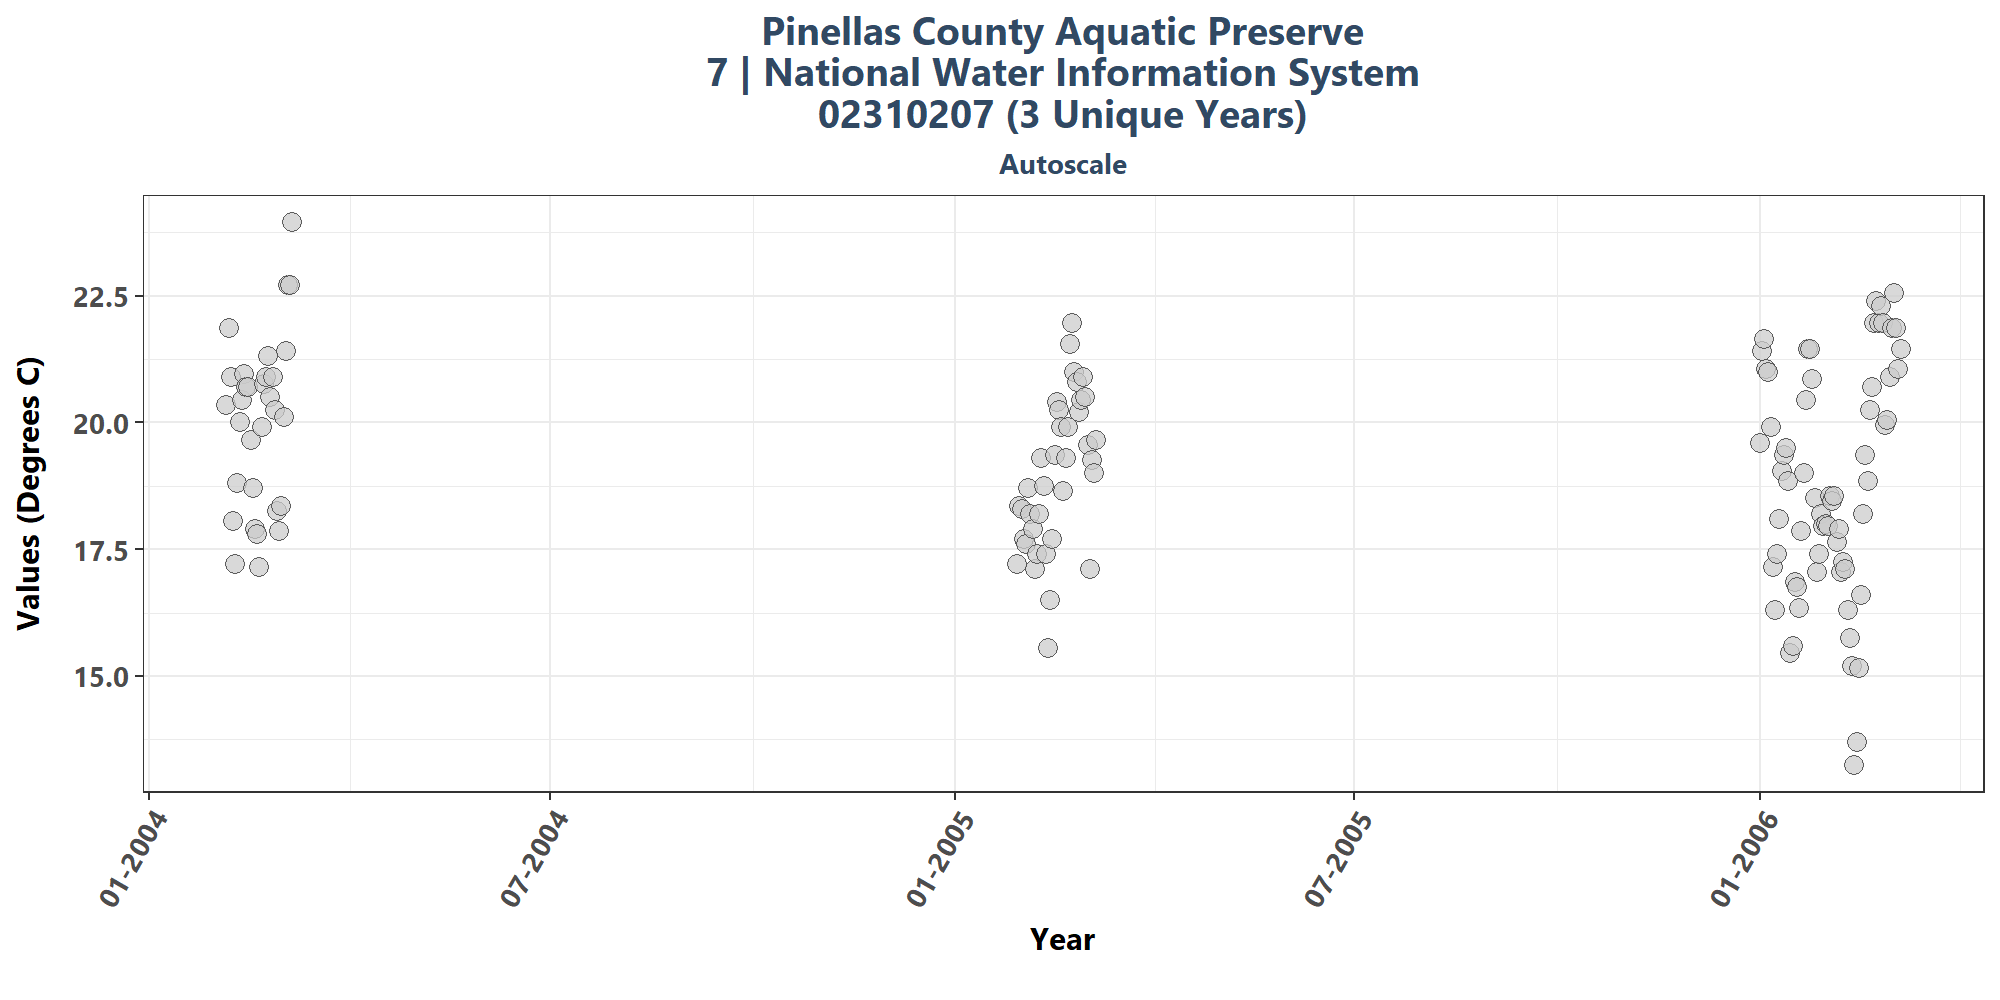 Pinellas County Aquatic Preserve
7 | National Water Information System
02310207 (3 Unique Years)
Autoscale
Values (Degrees C)
22.5
20.0
17.5
15.0
01-2004
07-2004
01-2005
07-2005
01-2006
Year